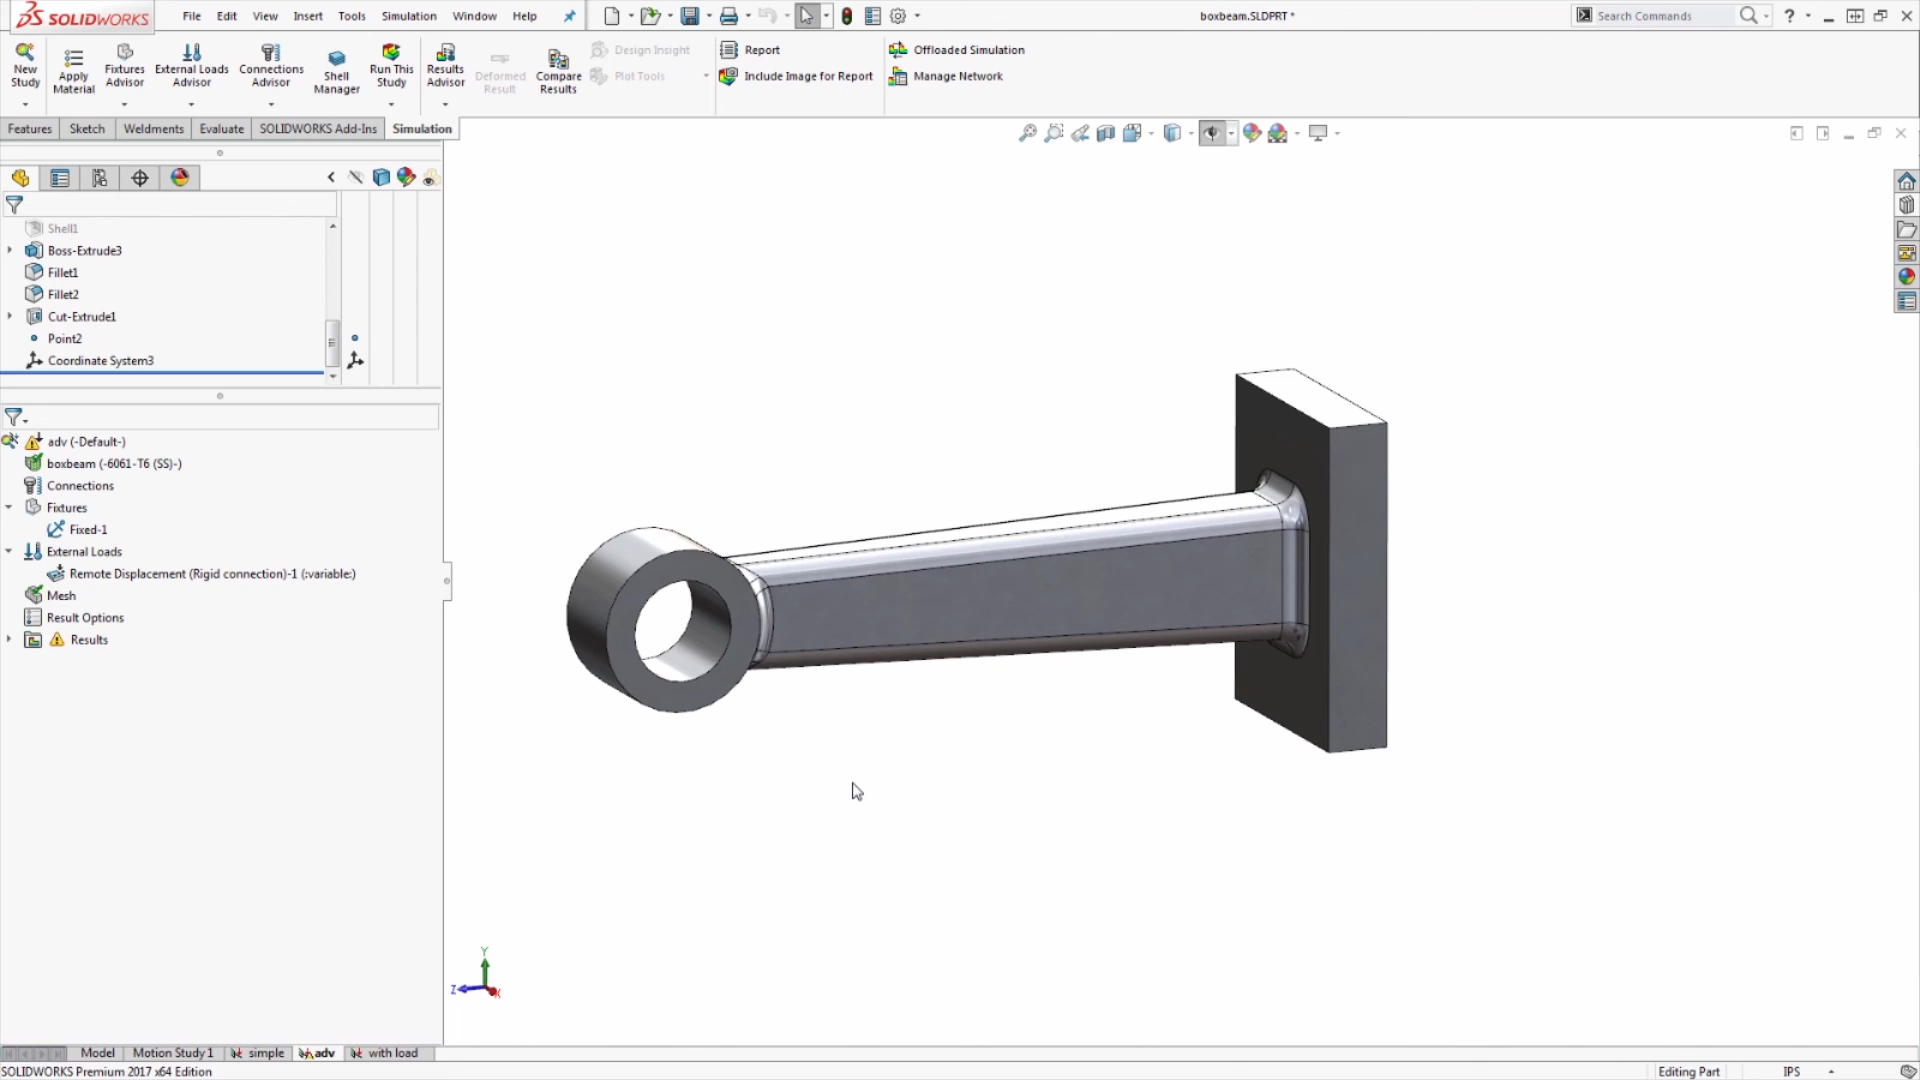 SOLIDWORKS File Edit View Insert Tools Simulation Window Help boxbeam.SLDPRT * Search Commands ?
New Study
Apply Material
Fixtures Advisor
External Loads Advisor
Connections Advisor
Shell Manager
Run This Study
Results Advisor
Deformed Result
Compare Results
Design Insight
Plot Tools
Report
Include Image for Report
Offloaded Simulation
Manage Network
Features Sketch Weldments Evaluate SOLIDWORKS Add-Ins Simulation
Shell1
Boss-Extrude3
Fillet1
Fillet2
Cut-Extrude1
Point2
Coordinate System3
adv (-Default-)
boxbeam (-6061-T6 (SS)-)
Connections
Fixtures
Fixed-1
External Loads
Remote Displacement (Rigid connection)-1 (:variable:)
Mesh
Result Options
Results
Y
Z
X
Model Motion Study 1 simple adv with load
SOLIDWORKS Premium 2017 x64 Edition Editing Part IPS